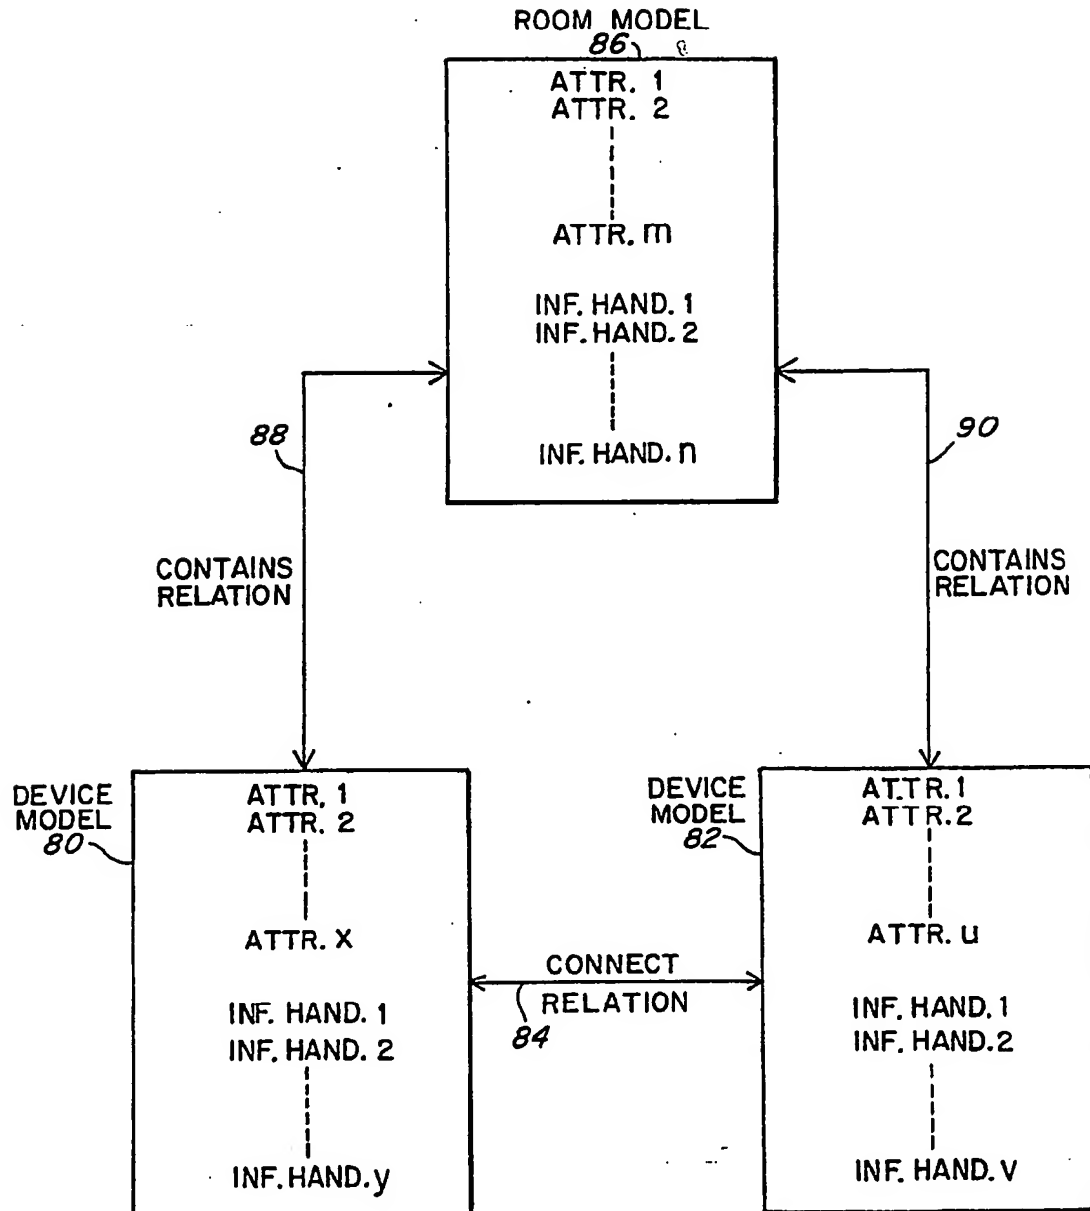 ROOM MODEL
86
ATTR. 1
ATTR. 2
ATTR. m
INF. HAND. 1
INF. HAND. 2
INF. HAND. n
88
90
CONTAINS
RELATION
CONTAINS
RELATION
DEVICE
MODEL
80
ATTR. 1
ATTR. 2
ATTR. x
INF. HAND. 1
INF. HAND. 2
INF. HAND. y
CONNECT
RELATION
84
DEVICE
MODEL
82
ATTR. 1
ATTR. 2
ATTR. u
INF. HAND. 1
INF. HAND. 2
INF. HAND. v